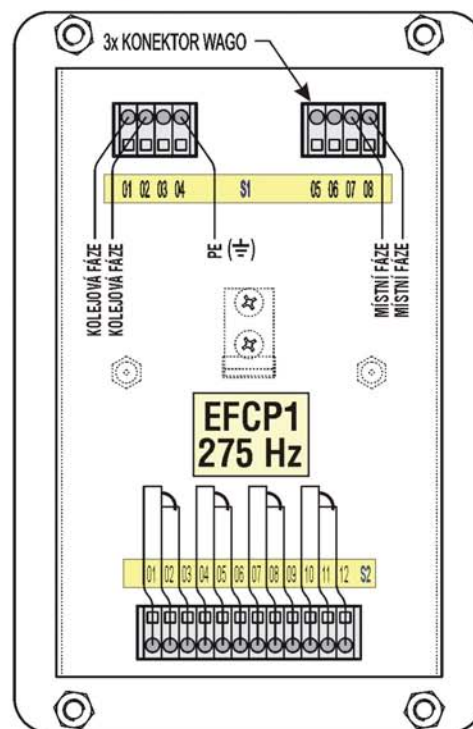 3x KONEKTOR WAGO
01 02 03 04 S1 05 06 07 08
KOLEJOVÁ FÁZE
KOLEJOVÁ FÁZE
PE
MÍSTNÍ FÁZE
MÍSTNÍ FÁZE
EFCP1
275 Hz
01 02 03 04 05 06 07 08 09 10 11 12 S2